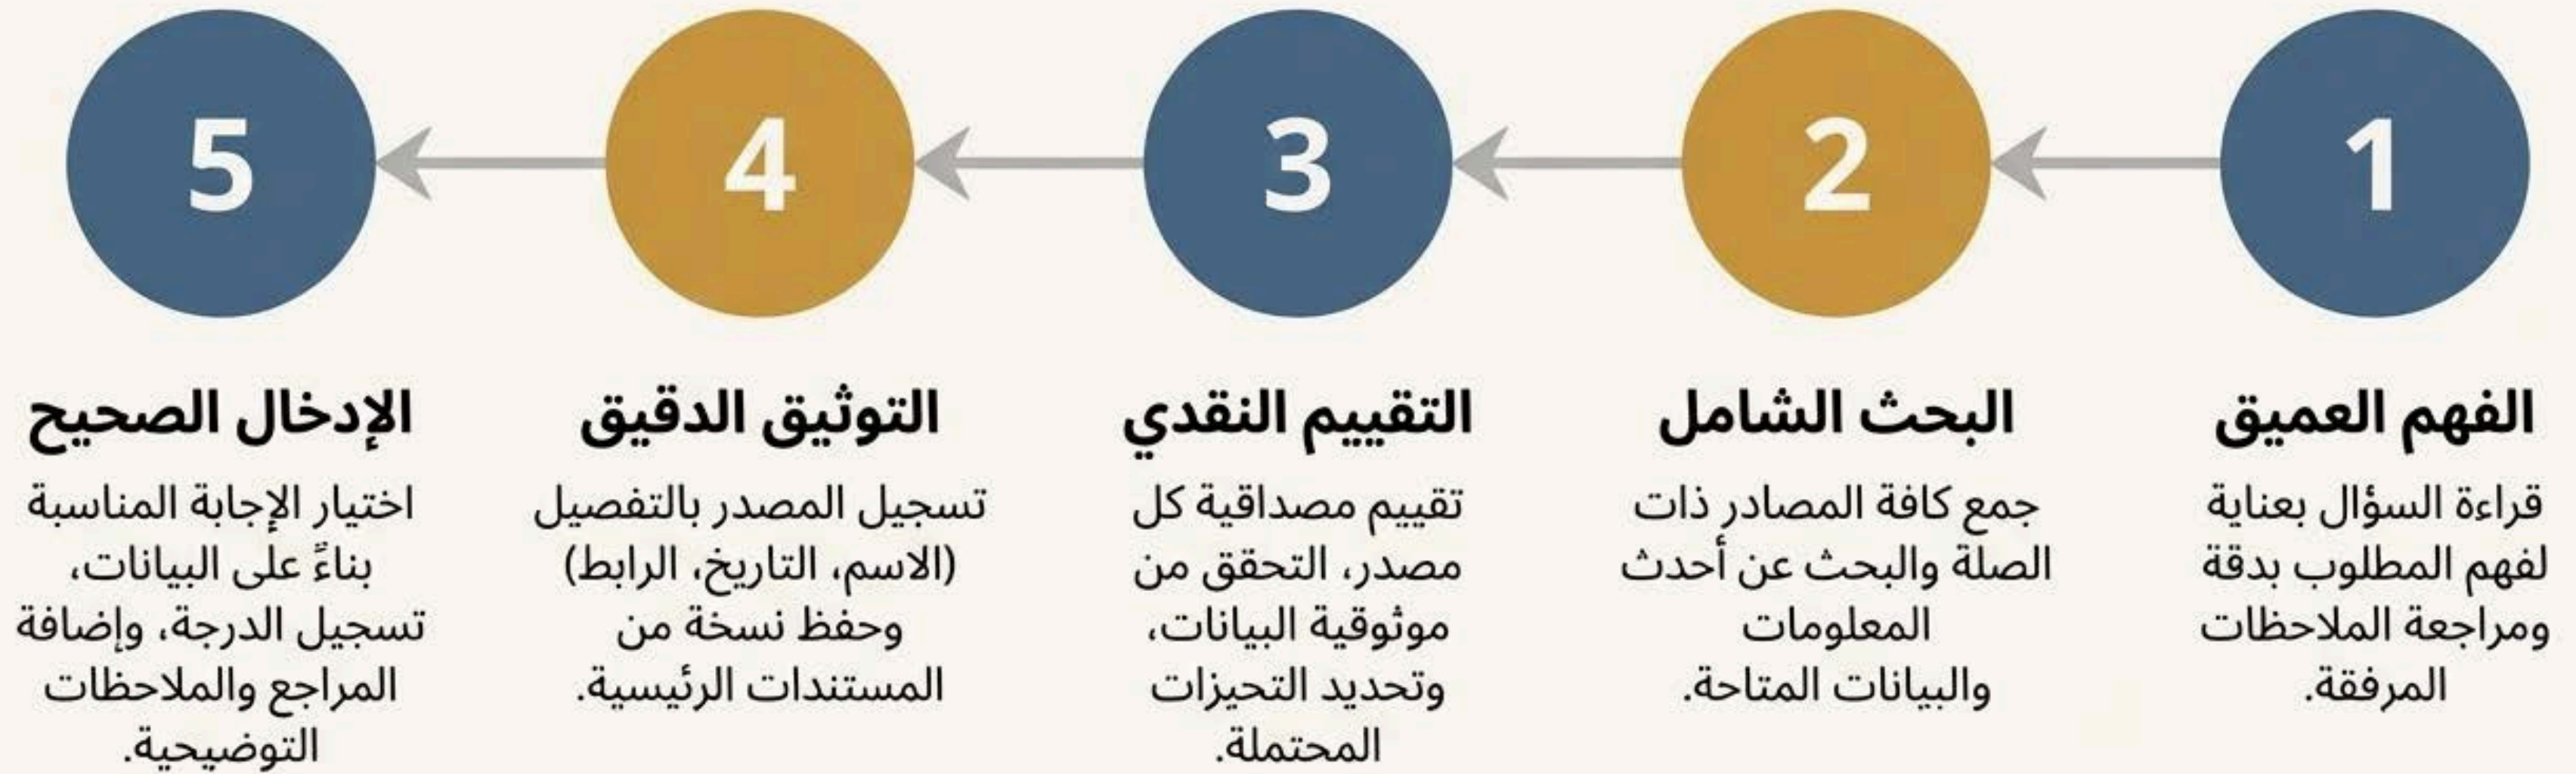 1
الفهم العميق
قراءة السؤال بعناية
لفهم المطلوب بدقة
ومراجعة الملاحظات
المرفقة.
2
البحث الشامل
جمع كافة المصادر ذات
الصلة والبحث عن أحدث
المعلومات
والبيانات المتاحة.
3
التقييم النقدي
تقييم مصداقية كل
مصدر، التحقق من
موثوقية البيانات،
وتحديد التحيزات
المحتملة.
4
التوثيق الدقيق
تسجيل المصدر بالتفصيل
(الاسم، التاريخ، الرابط)
وحفظ نسخة من
المستندات الرئيسية.
5
الإدخال الصحيح
اختيار الإجابة المناسبة
بناءً على البيانات،
تسجيل الدرجة، وإضافة
المراجع والملاحظات
التوضيحية.